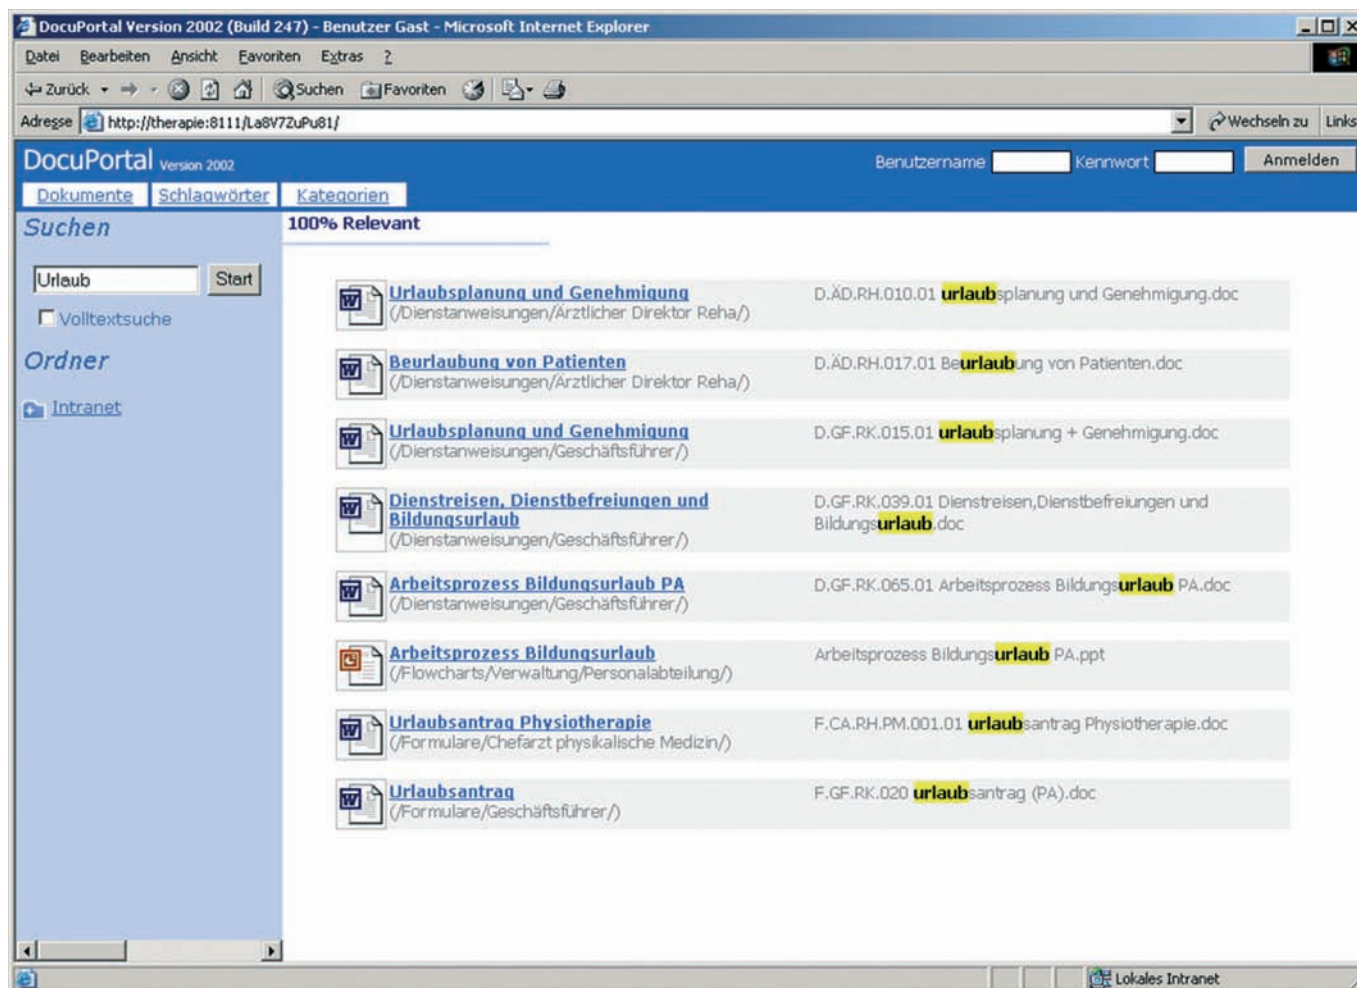 DocuPortal Version 2002 (Build 247) - Benutzer Gast - Microsoft Internet Explorer
Datei Bearbeiten Ansicht Favoriten Extras ?
Zurück Suchen Favoriten
Adresse http://therapie:8111/La8V7ZuPu81/ Wechseln zu Links
DocuPortal Version 2002 Benutzername Kennwort Anmelden
Dokumente Schlagwörter Kategorien
Suchen
100% Relevant
Urlaub Start
Volltextsuche
Ordner
Intranet
Urlaubsplanung und Genehmigung D.ÄD.RH.010.01 urlaubsplanung und Genehmigung.doc
(/Dienstanweisungen/Ärztlicher Direktor Reha/)
Beurlaubung von Patienten D.ÄD.RH.017.01 Beurlaubung von Patienten.doc
(/Dienstanweisungen/Ärztlicher Direktor Reha/)
Urlaubsplanung und Genehmigung D.GF.RK.015.01 urlaubsplanung + Genehmigung.doc
(/Dienstanweisungen/Geschäftsführer/)
Dienstreisen, Dienstbefreiungen und D.GF.RK.039.01 Dienstreisen,Dienstbefreiungen und
Bildungsurlaub Bildungsurlaub.doc
(/Dienstanweisungen/Geschäftsführer/)
Arbeitsprozess Bildungsurlaub PA D.GF.RK.065.01 Arbeitsprozess Bildungsurlaub PA.doc
(/Dienstanweisungen/Geschäftsführer/)
Arbeitsprozess Bildungsurlaub Arbeitsprozess Bildungsurlaub PA.ppt
(/Flowcharts/Verwaltung/Personalabteilung/)
Urlaubsantrag Physiotherapie F.CA.RH.PM.001.01 urlaubsantrag Physiotherapie.doc
(/Formulare/Chefarzt physikalische Medizin/)
Urlaubsantrag F.GF.RK.020 urlaubsantrag (PA).doc
(/Formulare/Geschäftsführer/)
Lokales Intranet